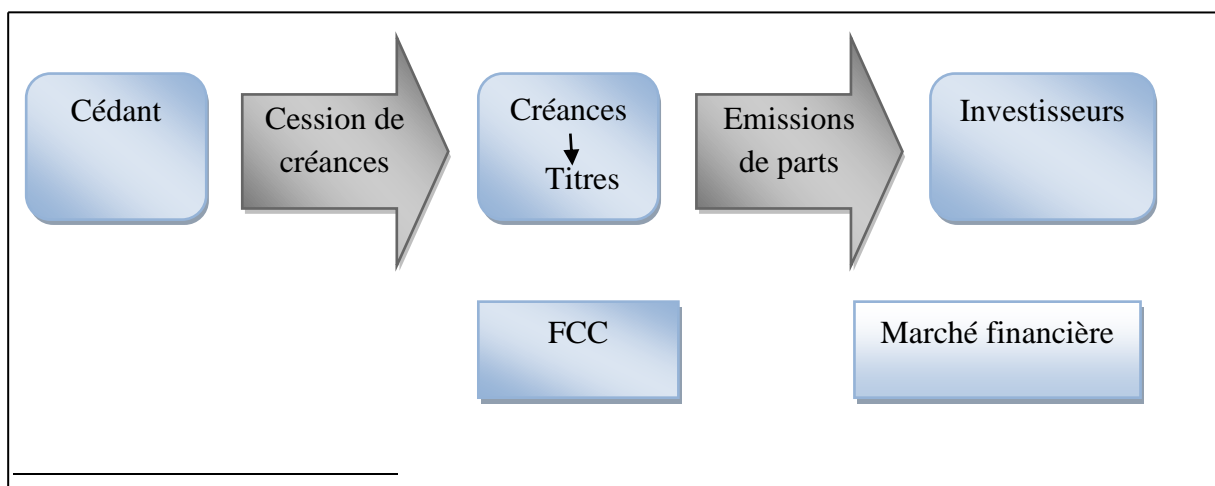 Cédant
Cession de
créances
Créances
Titres
Emissions
de parts
Investisseurs
FCC
Marché financière